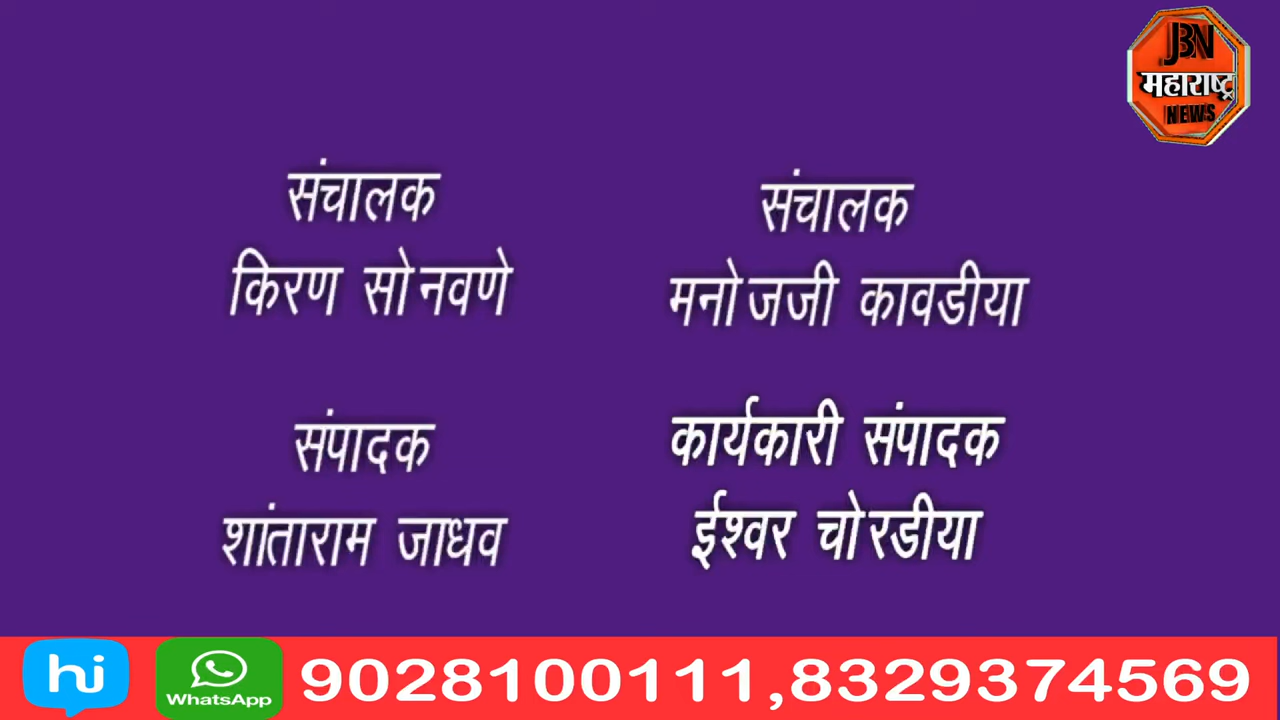 JBN
महाराष्ट्र
NEWS
संचालक
किरण सोनवणे
संचालक
मनोजजी कावडीया
संपादक
शांताराम जाधव
कार्यकारी संपादक
ईश्वर चोरडीया
hi
WhatsApp
9028100111,8329374569